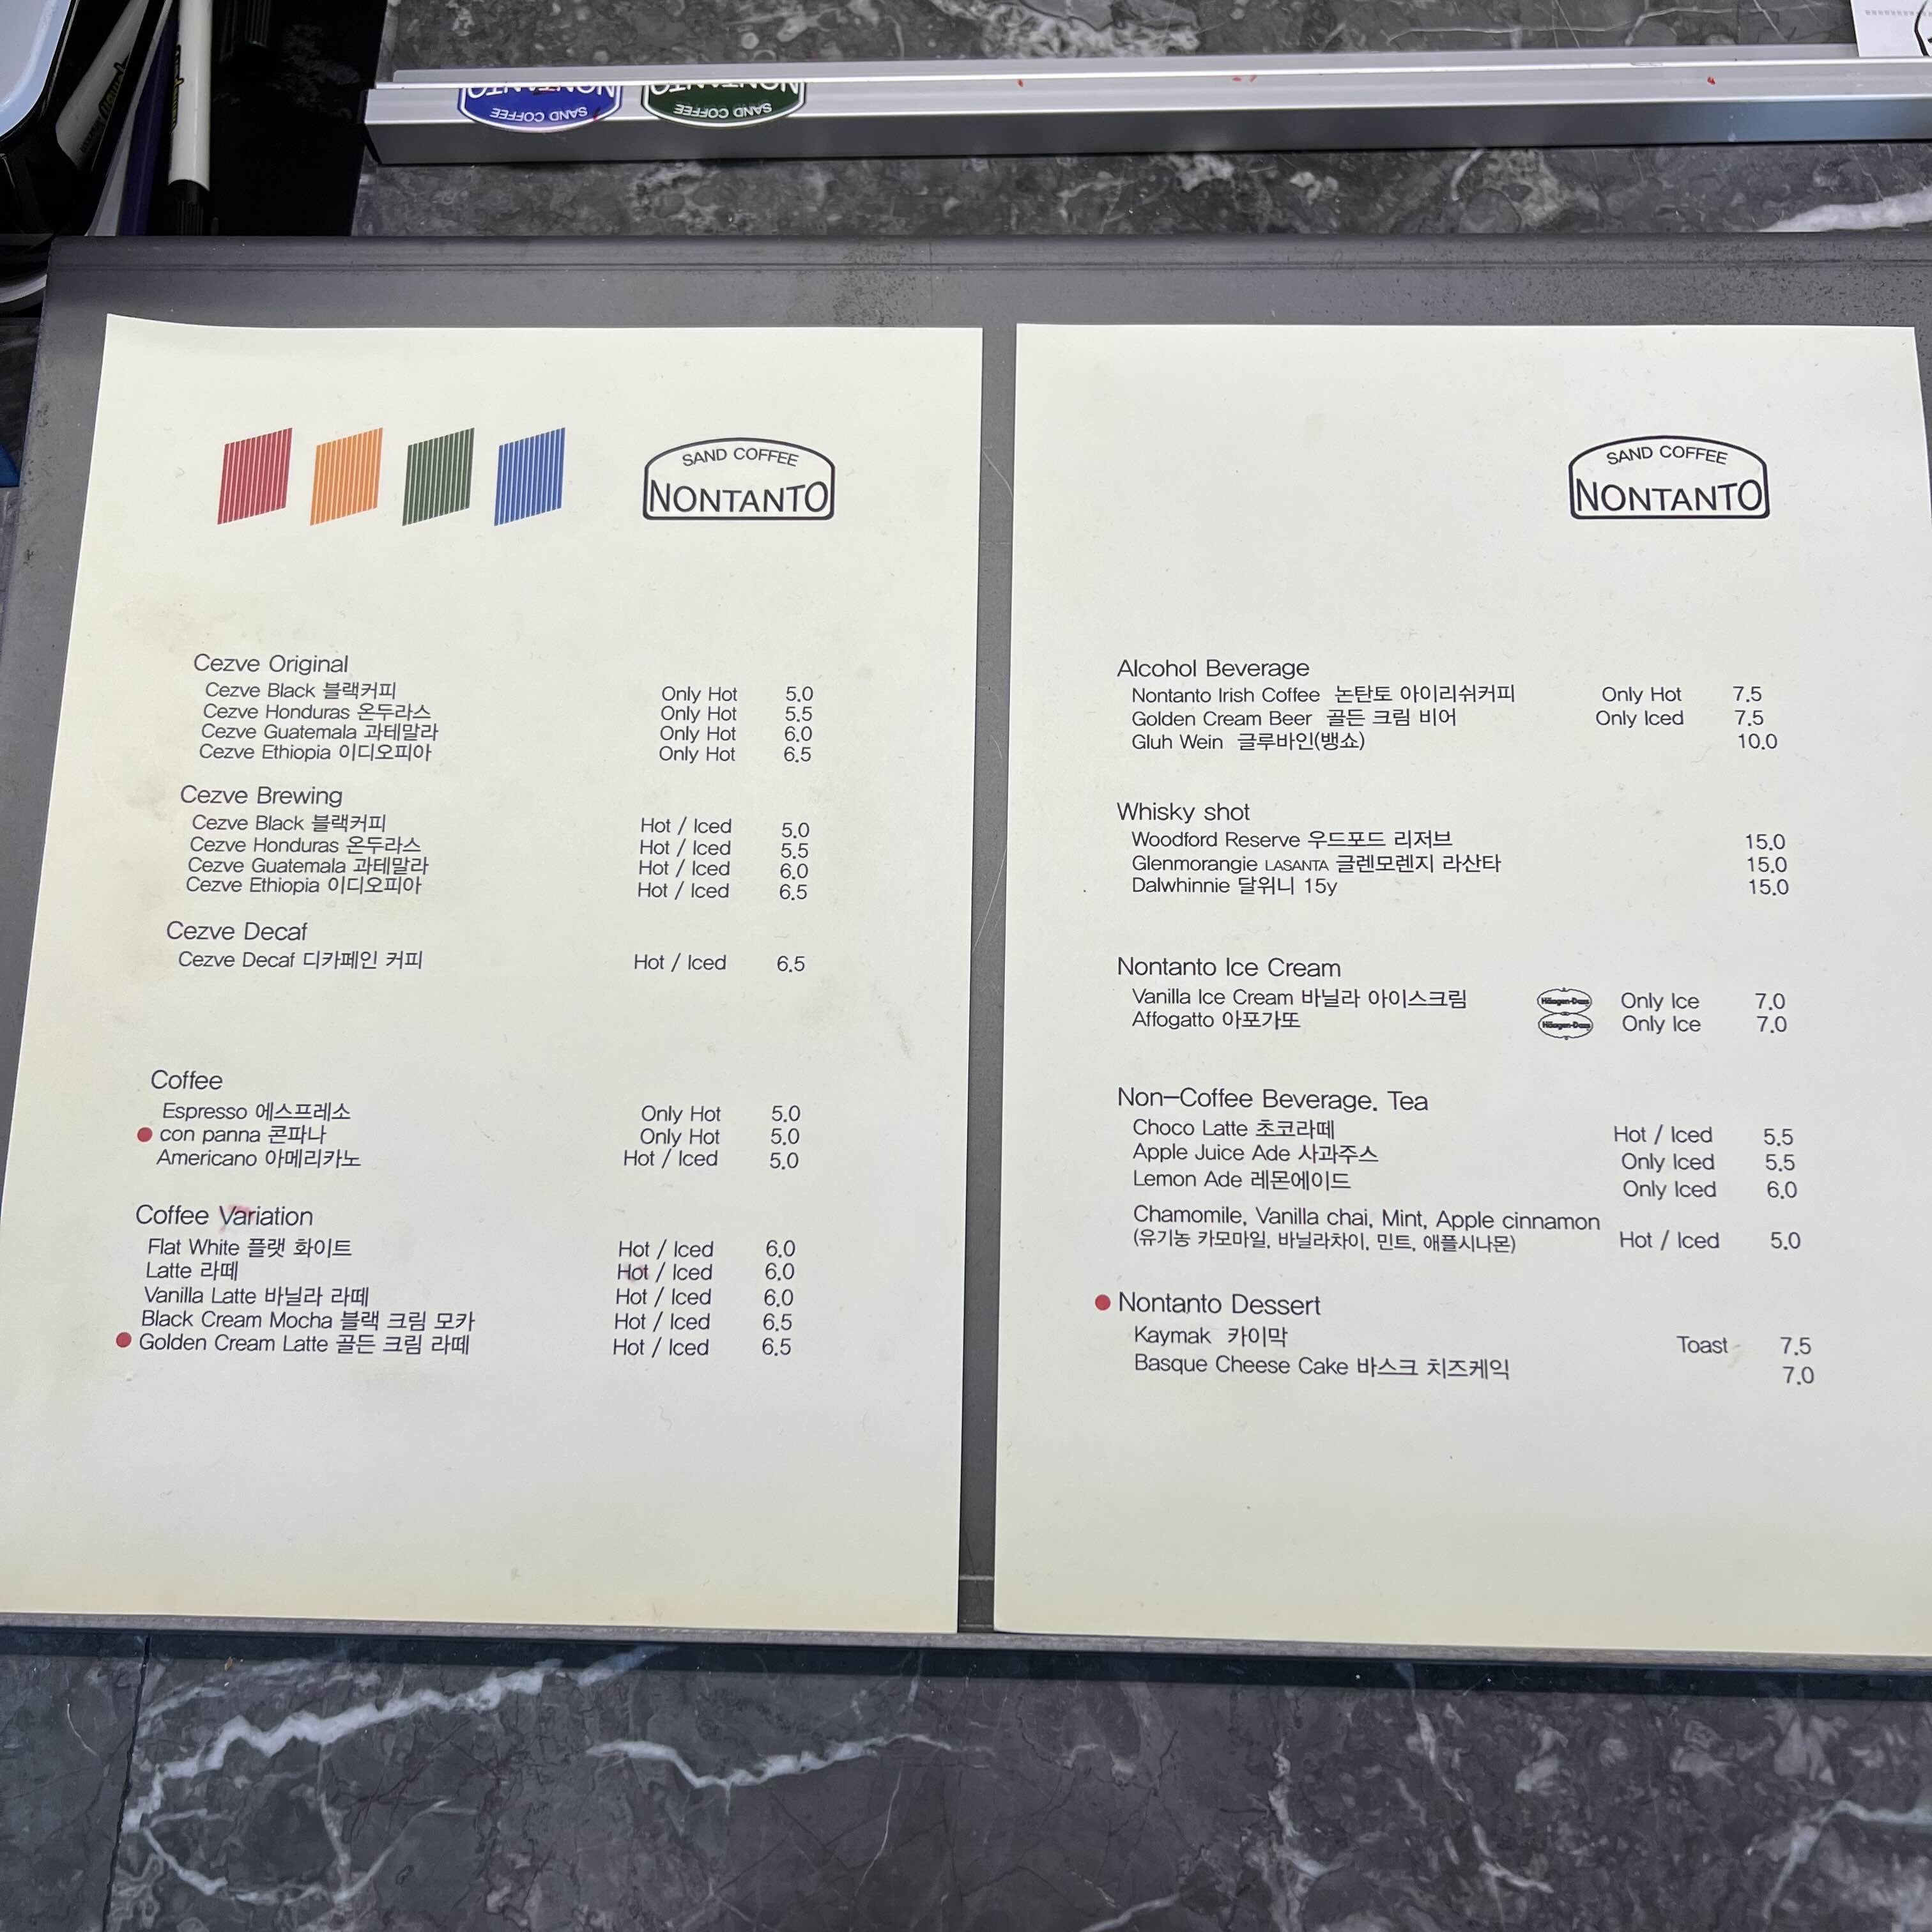 NONTANTO
SAND COFFEE
NONTANTO
SAND COFFEE
SAND COFFEE
NONTANTO
Cezve Original
Cezve Black 블랙커피 Only Hot 5.0
Cezve Honduras 온두라스 Only Hot 5.5
Cezve Guatemala 과테말라 Only Hot 6.0
Cezve Ethiopia 이디오피아 Only Hot 6.5
Cezve Brewing
Cezve Black 블랙커피 Hot / Iced 5.0
Cezve Honduras 온두라스 Hot / Iced 5.5
Cezve Guatemala 과테말라 Hot / Iced 6.0
Cezve Ethiopia 이디오피아 Hot / Iced 6.5
Cezve Decaf
Cezve Decaf 디카페인 커피 Hot / Iced 6.5
Coffee
Espresso 에스프레소 Only Hot 5.0
con panna 콘파나 Only Hot 5.0
Americano 아메리카노 Hot / Iced 5.0
Coffee Variation
Flat White 플랫 화이트 Hot / Iced 6.0
Latte 라떼 Hot / Iced 6.0
Vanilla Latte 바닐라 라떼 Hot / Iced 6.0
Black Cream Mocha 블랙 크림 모카 Hot / Iced 6.5
Golden Cream Latte 골든 크림 라떼 Hot / Iced 6.5
SAND COFFEE
NONTANTO
Alcohol Beverage
Nontanto Irish Coffee 논탄토 아이리쉬커피 Only Hot 7.5
Golden Cream Beer 골든 크림 비어 Only Iced 7.5
Gluh Wein 글루바인(뱅쇼) 10.0
Whisky shot
Woodford Reserve 우드포드 리저브 15.0
Glenmorangie LASANTA 글렌모렌지 라산타 15.0
Dalwhinnie 달위니 15y 15.0
Nontanto Ice Cream
Vanilla Ice Cream 바닐라 아이스크림 Häagen-Dazs Only Ice 7.0
Affogatto 아포가또 Häagen-Dazs Only Ice 7.0
Non-Coffee Beverage. Tea
Choco Latte 초코라떼 Hot / Iced 5.5
Apple Juice Ade 사과주스 Only Iced 5.5
Lemon Ade 레몬에이드 Only Iced 6.0
Chamomile, Vanilla chai, Mint, Apple cinnamon
(유기농 카모마일, 바닐라차이, 민트, 애플시나몬) Hot / Iced 5.0
Nontanto Dessert
Kaymak 카이막 Toast 7.5
Basque Cheese Cake 바스크 치즈케익 7.0